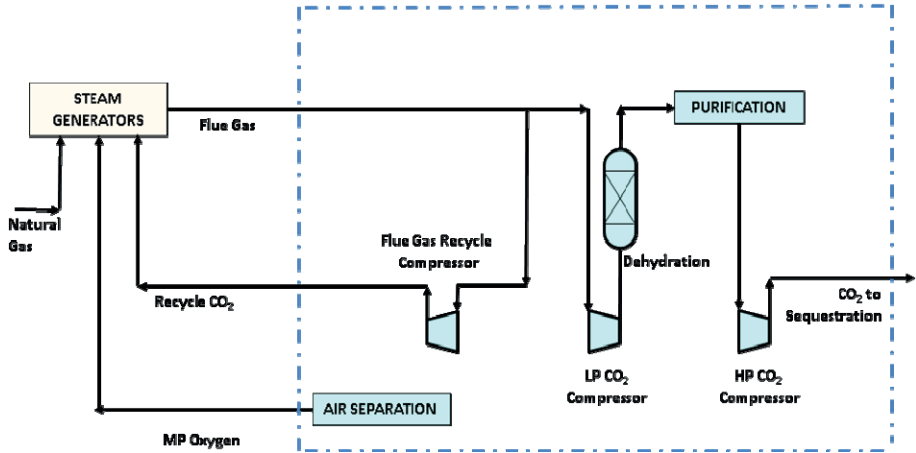 STEAM
GENERATORS
Flue Gas
PURIFICATION
Natural
Gas
Flue Gas Recycle
Compressor
Dehydration
Recycle CO₂
CO₂ to
Sequestration
LP CO₂
Compressor
HP CO₂
Compressor
AIR SEPARATION
MP Oxygen